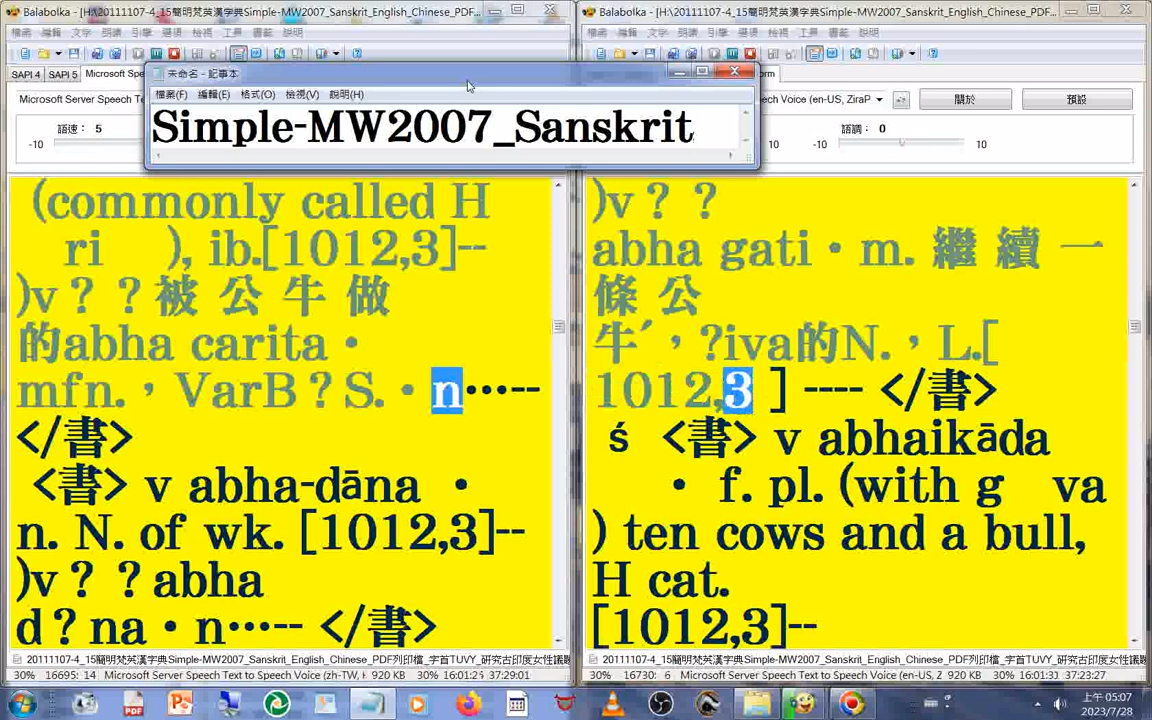 Balabolka - [H:\20111107-4_15簡明梵英漢字典Simple-MW2007_Sanskrit_English_Chinese_PDF...
Balabolka - [H:\20111107-4_15簡明梵英漢字典Simple-MW2007_Sanskrit_English_Chinese_PDF...
SAPI 4 SAPI 5 Microsoft Spe
orm
Microsoft Server Speech Text
ech Voice (en-US, ZiraP
關於
預設
語速： 5
語調： 0
-10
-10
10
10
未命名 - 記事本
檔案(F) 編輯(E) 格式(O) 檢視(V) 說明(H)
Simple-MW2007_Sanskrit
(commonly called H
ri ), ib.[1012,3]--
)v？？被 公 牛 做
的abha carita・
mfn.，VarB？S.・n…--
</書>
<書> v abha-dāna ・
n. N. of wk. [1012,3]--
)v？？abha
d？na・n…-- </書>
)v？？
abha gati・m. 繼 續 一
條 公
牛ˊ，?iva的N.，L.[
1012,3 ] ---- </書>
ś <書> v abhaikāda
・ f. pl. (with g va
) ten cows and a bull,
H cat.
[1012,3]--
20111107-4_15簡明梵英漢字典Simple-MW2007_Sanskrit_English_Chinese_PDF列印檔_字首TUVY_研究古印度女性議題
20111107-4_15簡明梵英漢字典Simple-MW2007_Sanskrit_English_Chinese_PDF列印檔_字首TUVY_研究古印度女性議題
30% 16695: 14 Microsoft Server Speech Text to Speech Voice (zh-TW, H 920 KB 16:01:25 37:29:01
30% 16730: 6 Microsoft Server Speech Text to Speech Voice (en-US, Z 920 KB 37:23:27
上午 05:07
2023/7/28